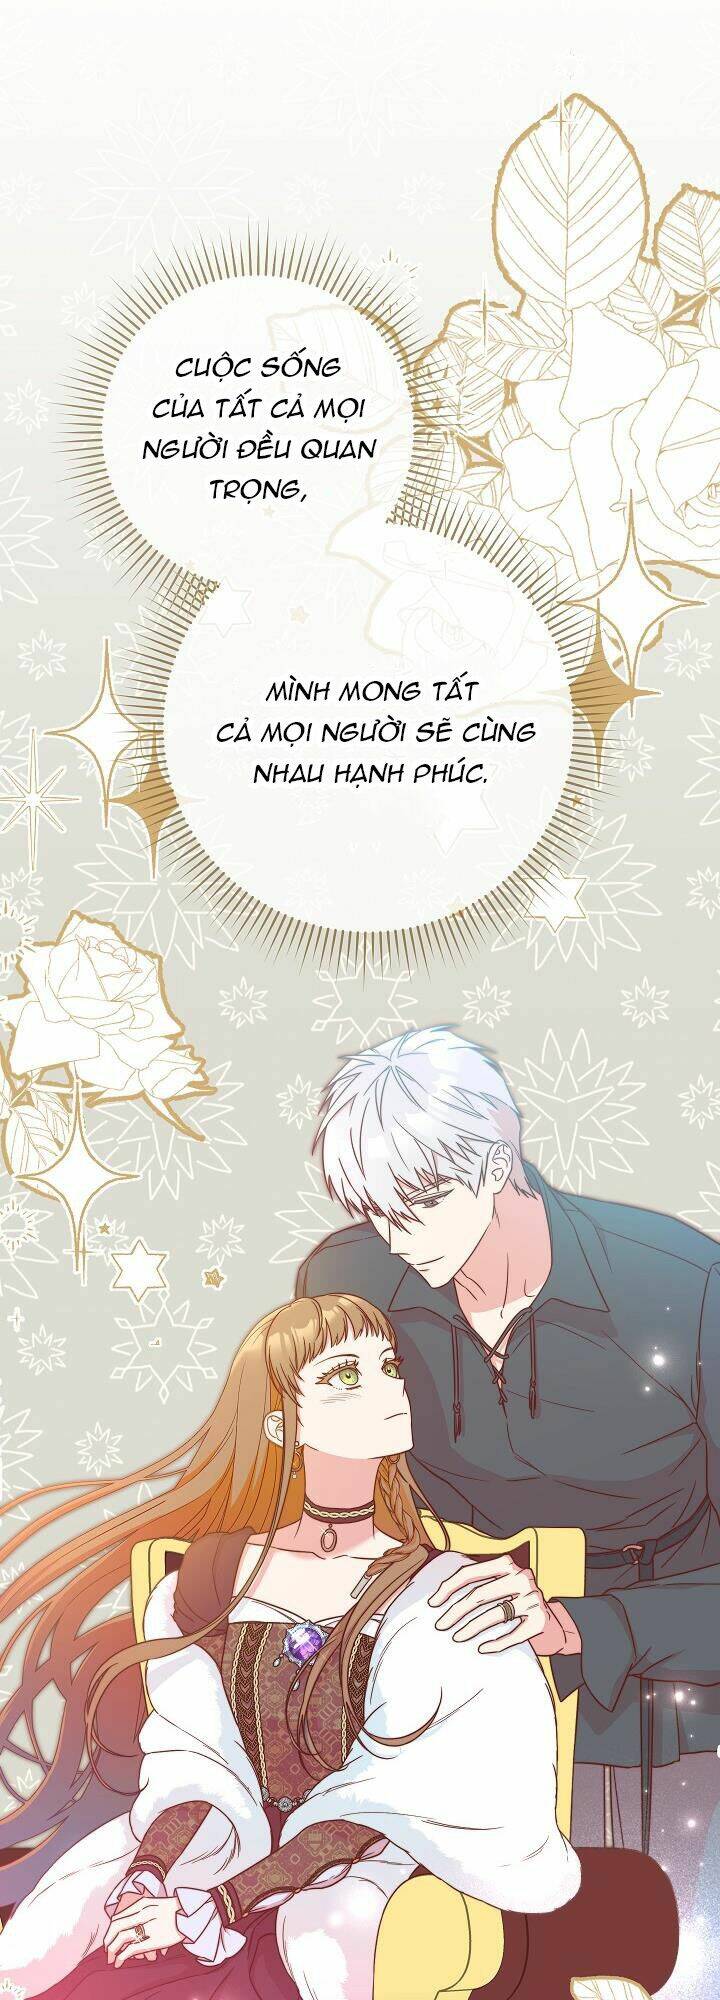 CUỘC SỐNG
CỦA TẤT CẢ MỌI
NGƯỜI ĐỀU QUAN
TRỌNG,
MÌNH MONG TẤT
CẢ MỌI NGƯỜI SẼ CÙNG
NHAU HẠNH PHÚC.